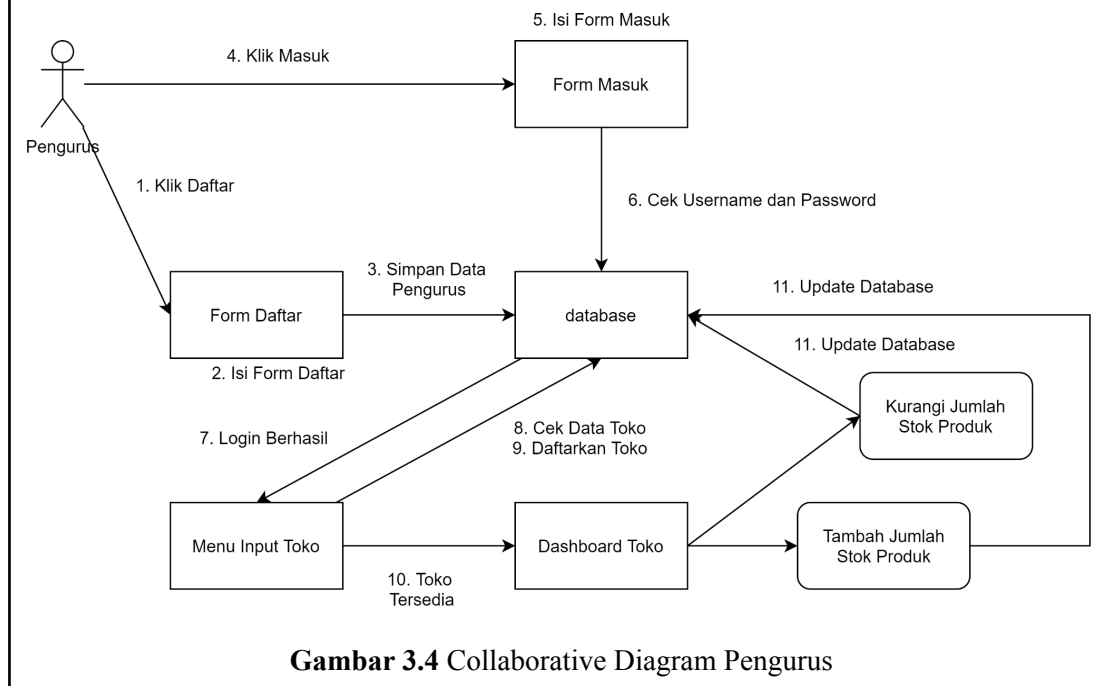 5. Isi Form Masuk
4. Klik Masuk
Form Masuk
Pengurus
1. Klik Daftar
6. Cek Username dan Password
3. Simpan Data
Pengurus
11. Update Database
Form Daftar
database
11. Update Database
2. Isi Form Daftar
Kurangi Jumlah
Stok Produk
7. Login Berhasil
8. Cek Data Toko
9. Daftarkan Toko
Menu Input Toko
Dashboard Toko
Tambah Jumlah
Stok Produk
10. Toko
Tersedia
Gambar 3.4 Collaborative Diagram Pengurus